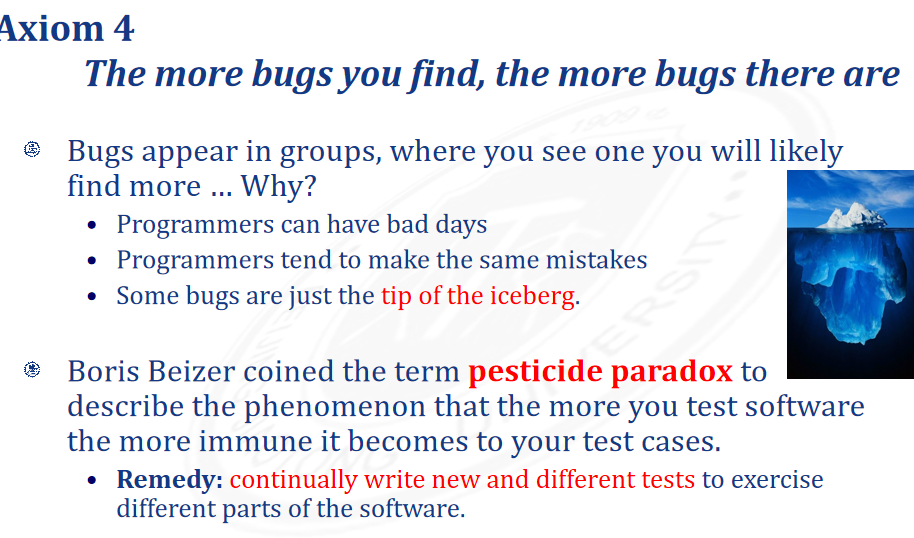 Axiom 4
The more bugs you find, the more bugs there are
Bugs appear in groups, where you see one you will likely
find more … Why?
• Programmers can have bad days
• Programmers tend to make the same mistakes
• Some bugs are just the tip of the iceberg.
Boris Beizer coined the term pesticide paradox to
describe the phenomenon that the more you test software
the more immune it becomes to your test cases.
• Remedy: continually write new and different tests to exercise
different parts of the software.